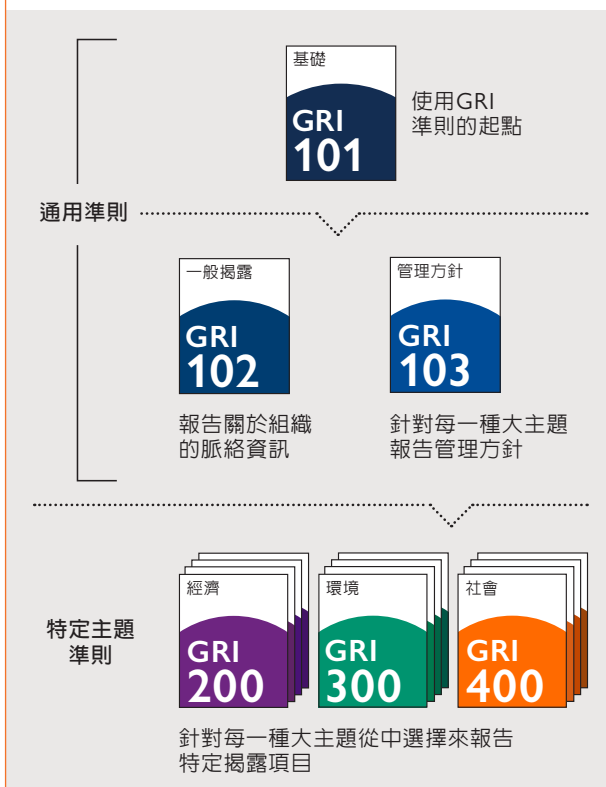 基礎
GRI
101
使用GRI
準則的起點
通用準則
一般揭露
GRI
102
報告關於組織
的脈絡資訊
管理方針
GRI
103
針對每一種大主題
報告管理方針
特定主題
準則
經濟
GRI
200
環境
GRI
300
社會
GRI
400
針對每一種大主題從中選擇來報告
特定揭露項目